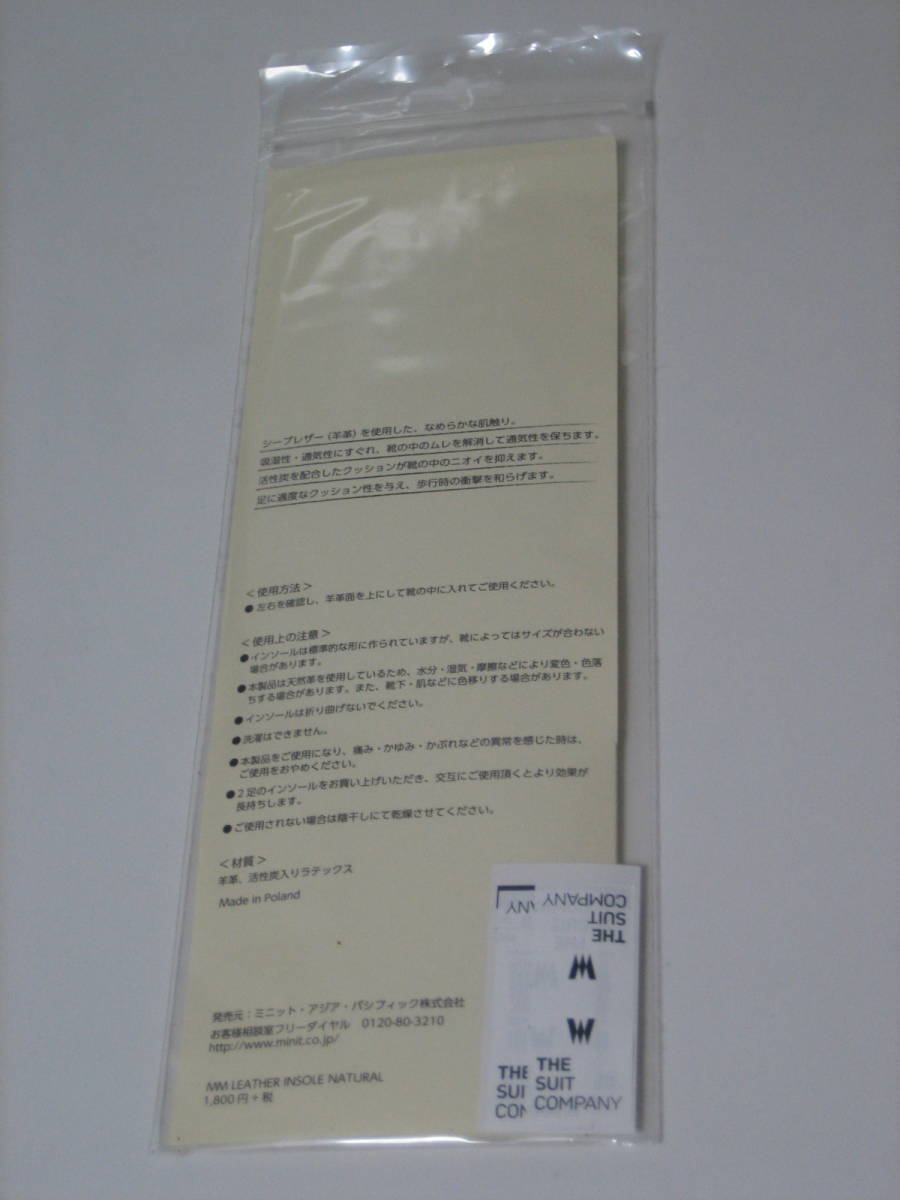 シープレザー（羊革）を使用した、なめらかな肌触り。
吸湿性・通気性にすぐれ、靴の中のムレを解消して通気性を保ちます。
活性炭を配合したクッションが靴の中のニオイを抑えます。
足に適度なクッション性を与え、歩行時の衝撃を和らげます。
＜使用方法＞
●左右を確認し、羊革面を上にして靴の中に入れてご使用ください。
＜使用上の注意＞
●インソールは標準的な形に作られていますが、靴によってはサイズが合わない
場合があります。
●本製品は天然革を使用しているため、水分・湿気・摩擦などにより変色・色落
ちする場合があります。また、靴下・肌などに色移りする場合があります。
●インソールは折り曲げないでください。
●洗濯はできません。
●本製品をご使用になり、痛み・かゆみ・かぶれなどの異常を感じた時は、
ご使用をおやめください。
●2足のインソールをお買い上げいただき、交互にご使用頂くとより効果が
長持ちします。
●ご使用されない場合は陰干しにて乾燥させてください。
＜材質＞
羊革、活性炭入りラテックス
Made in Poland
発売元：ミニット・アジア・パシフィック株式会社
お客様相談室フリーダイヤル 0120-80-3210
http://www.minit.co.jp/
MM LEATHER INSOLE NATURAL
1,800円+税
THE
SUIT
COMPANY
ANY
THE
SUIT
COMPANY
THE
SUI
CON